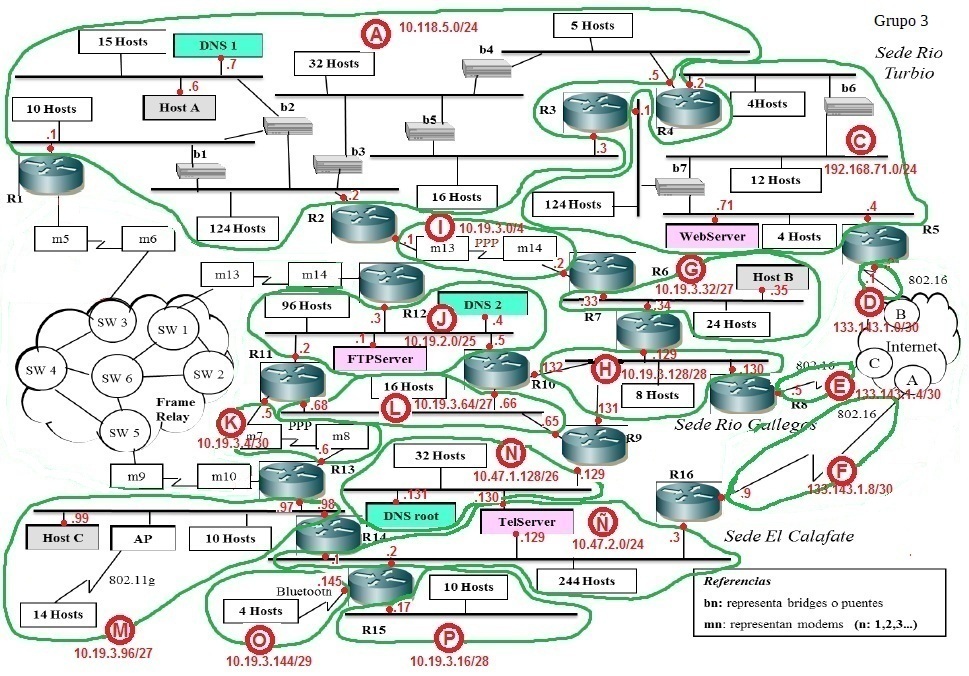 A
10.118.5.0/24
5 Hosts
Grupo 3
15 Hosts
DNS 1
b4
Sede Rio
Turbio
.7
32 Hosts
.5
.2
.6
Host A
b6
10 Hosts
b2
b5
R3
.1
R4
4Hosts
C
192.168.71.0/24
.1
b1
b3
.3
b7
12 Hosts
R1
.2
16 Hosts
124 Hosts
.71
.4
124 Hosts
R2
I
10.19.3.0/4
WebServer
4 Hosts
R5
m5
m6
.1
m13
PPP
m14
.2
R6
G
10.19.3.32/27
Host B
.35
.1
802.16
m13
m14
.33
.34
D
133.143.1.0/30
B
SW 3
SW 1
96 Hosts
R12
DNS 2
R7
24 Hosts
Internet
.3
J
10.19.2.0/25
.4
C
SW 4
SW 6
SW 2
R11
.2
.1
FTPServer
.5
R10
.132
H
10.19.3.128/28
.129
.130
802.16
E
133.143.1.4/30
A
Frame
Relay
16 Hosts
8 Hosts
R8
.5
802.16
.5
.68
L
10.19.3.64/27
.66
.131
SW 5
K
10.19.3.4/30
m7
PPP
m8
.65
R9
Sede Rio Gallegos
.6
R13
32 Hosts
N
10.47.1.128/26
.129
R16
F
133.143.1.8/30
m9
m10
.97
.98
.131
.130
.9
.99
DNS root
TelServer
Ñ
10.47.2.0/24
Host C
AP
10 Hosts
R14
.129
.3
Sede El Calafate
.1
.2
802.11g
.145
Bluetooth
10 Hosts
244 Hosts
Referencias
14 Hosts
4 Hosts
.17
bn: representa bridges o puentes
M
10.19.3.96/27
O
10.19.3.144/29
R15
P
10.19.3.16/28
mn: representan modems (n: 1,2,3...)